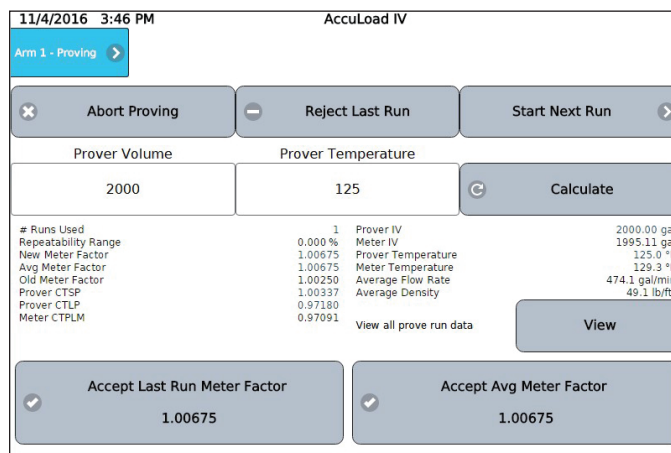 11/4/2016 3:46 PM AccuLoad IV
Arm 1 - Proving
Abort Proving Reject Last Run Start Next Run
Prover Volume Prover Temperature
2000 125 Calculate
# Runs Used 1 Prover IV 2000.00 ga
Repeatability Range 0.000 % Meter IV 1995.11 ga
New Meter Factor 1.00675 Prover Temperature 125.0 °
Avg Meter Factor 1.00675 Meter Temperature 129.3 °
Old Meter Factor 1.00250 Average Flow Rate 474.1 gal/min
Prover CTSP 1.00337 Average Density 49.1 lb/ft
Prover CTLP 0.97180
Meter CTPLM 0.97091 View all prove run data View
Accept Last Run Meter Factor Accept Avg Meter Factor
1.00675 1.00675